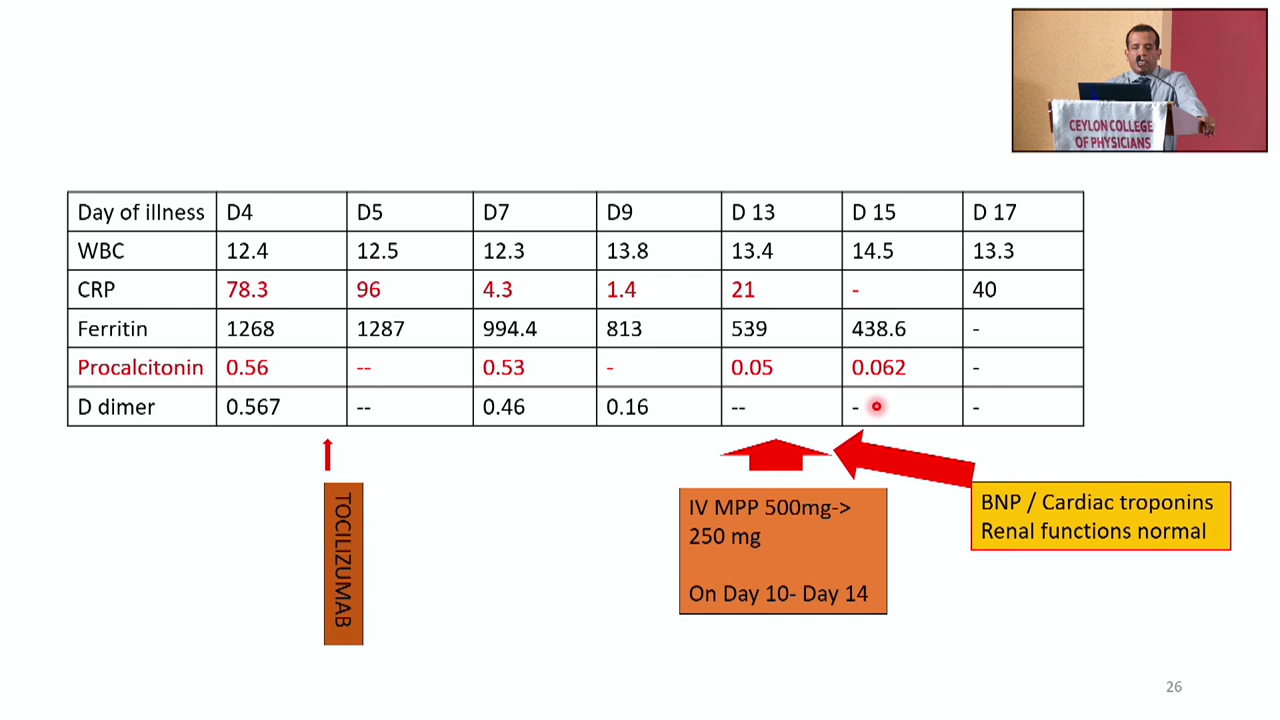 CEYLON COLLEGE
OF PHYSICIANS
Day of illness D4 D5 D7 D9 D 13 D 15 D 17
WBC 12.4 12.5 12.3 13.8 13.4 14.5 13.3
CRP 78.3 96 4.3 1.4 21 - 40
Ferritin 1268 1287 994.4 813 539 438.6 -
Procalcitonin 0.56 -- 0.53 - 0.05 0.062 -
D dimer 0.567 -- 0.46 0.16 -- - -
TOCILIZUMAB
IV MPP 500mg->
250 mg
On Day 10- Day 14
BNP / Cardiac troponins
Renal functions normal
26